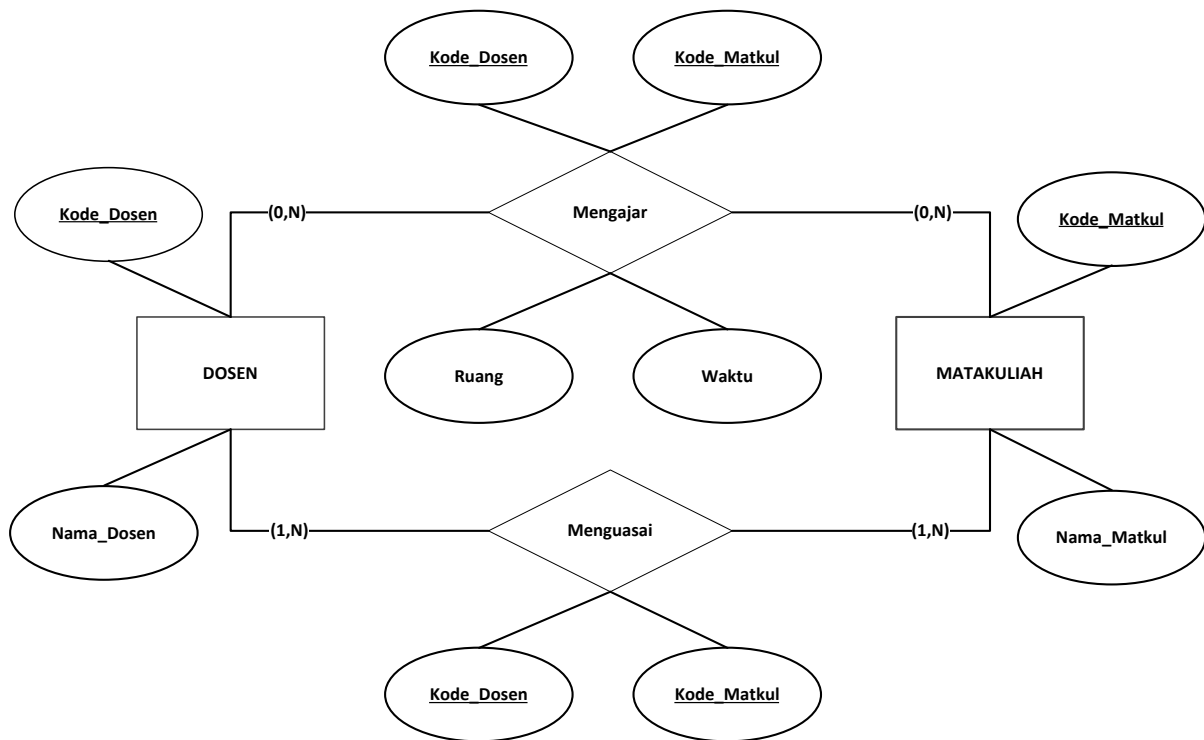 Kode_Dosen
Kode_Matkul
Kode_Dosen
(0,N)
Mengajar
(0,N)
Kode_Matkul
DOSEN
Ruang
Waktu
MATAKULIAH
Nama_Dosen
(1,N)
Menguasai
(1,N)
Nama_Matkul
Kode_Dosen
Kode_Matkul